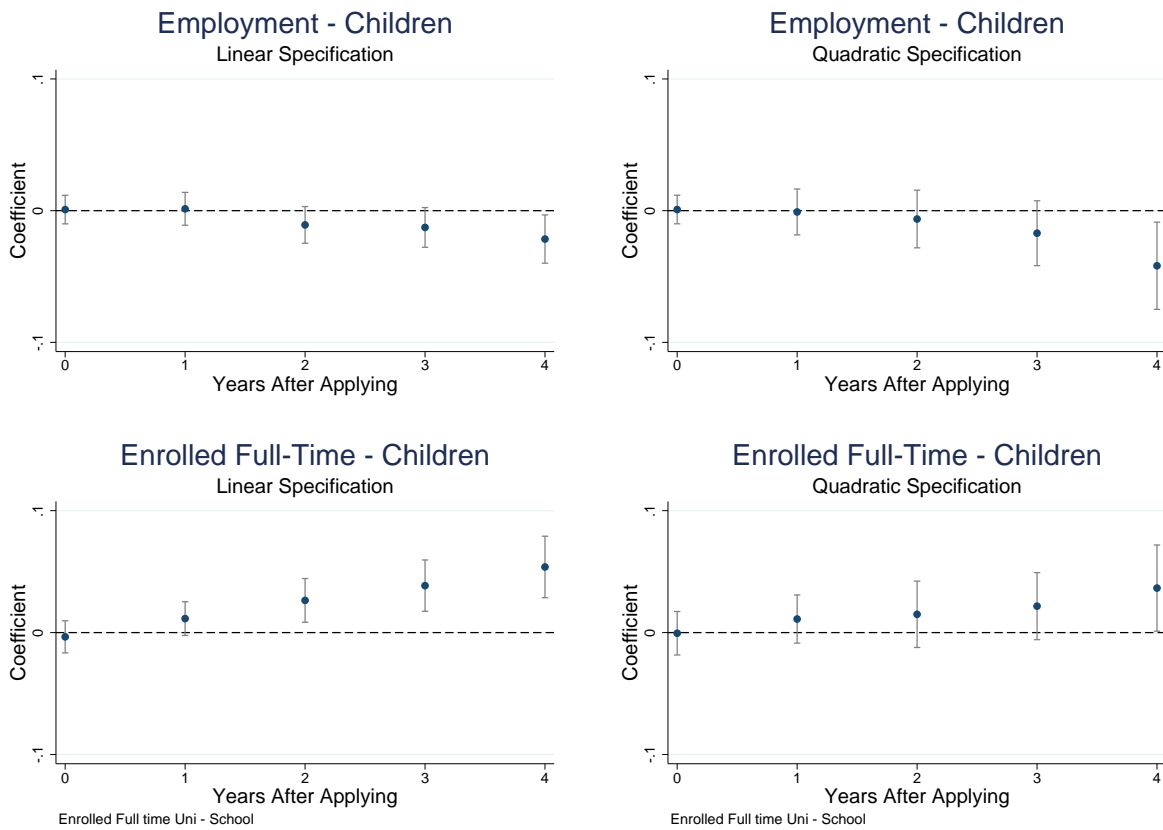 Employment - Children
Linear Specification
.1
0
-.1
Coefficient
0 1 2 3 4
Years After Applying
Employment - Children
Quadratic Specification
.1
0
-.1
Coefficient
0 1 2 3 4
Years After Applying
Enrolled Full-Time - Children
Linear Specification
.1
0
-.1
Coefficient
0 1 2 3 4
Years After Applying
Enrolled Full time Uni - School
Enrolled Full-Time - Children
Quadratic Specification
.1
0
-.1
Coefficient
0 1 2 3 4
Years After Applying
Enrolled Full time Uni - School